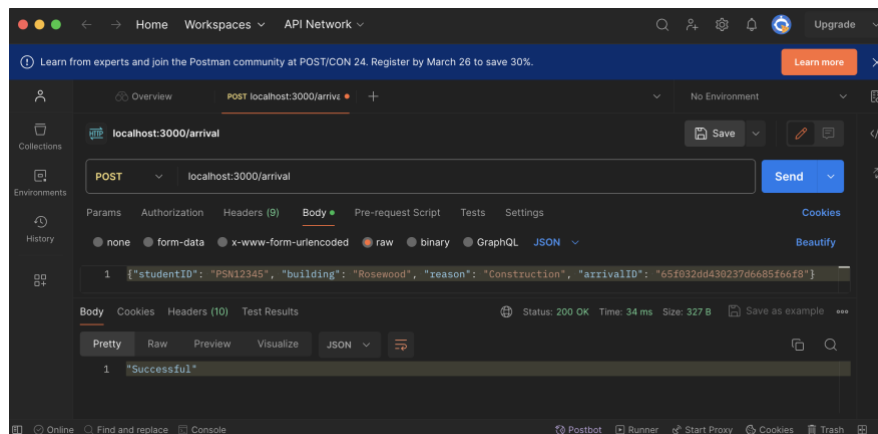 Home Workspaces API Network Upgrade
Learn from experts and join the Postman community at POST/CON 24. Register by March 26 to save 30%. Learn more
Overview POST localhost:3000/arriva No Environment
HTTP localhost:3000/arrival Save
Collections
POST localhost:3000/arrival Send
Environments
Params Authorization Headers (9) Body Pre-request Script Tests Settings Cookies
History
none form-data x-www-form-urlencoded raw binary GraphQL JSON Beautify
1 {"studentID": "PSN12345", "building": "Rosewood", "reason": "Construction", "arrivalID": "65f032dd430237d6685f66f8"}
Body Cookies Headers (10) Test Results Status: 200 OK Time: 34 ms Size: 327 B Save as example
Pretty Raw Preview Visualize JSON
1 "Successful"
Online Find and replace Console Postbot Runner Start Proxy Cookies Trash